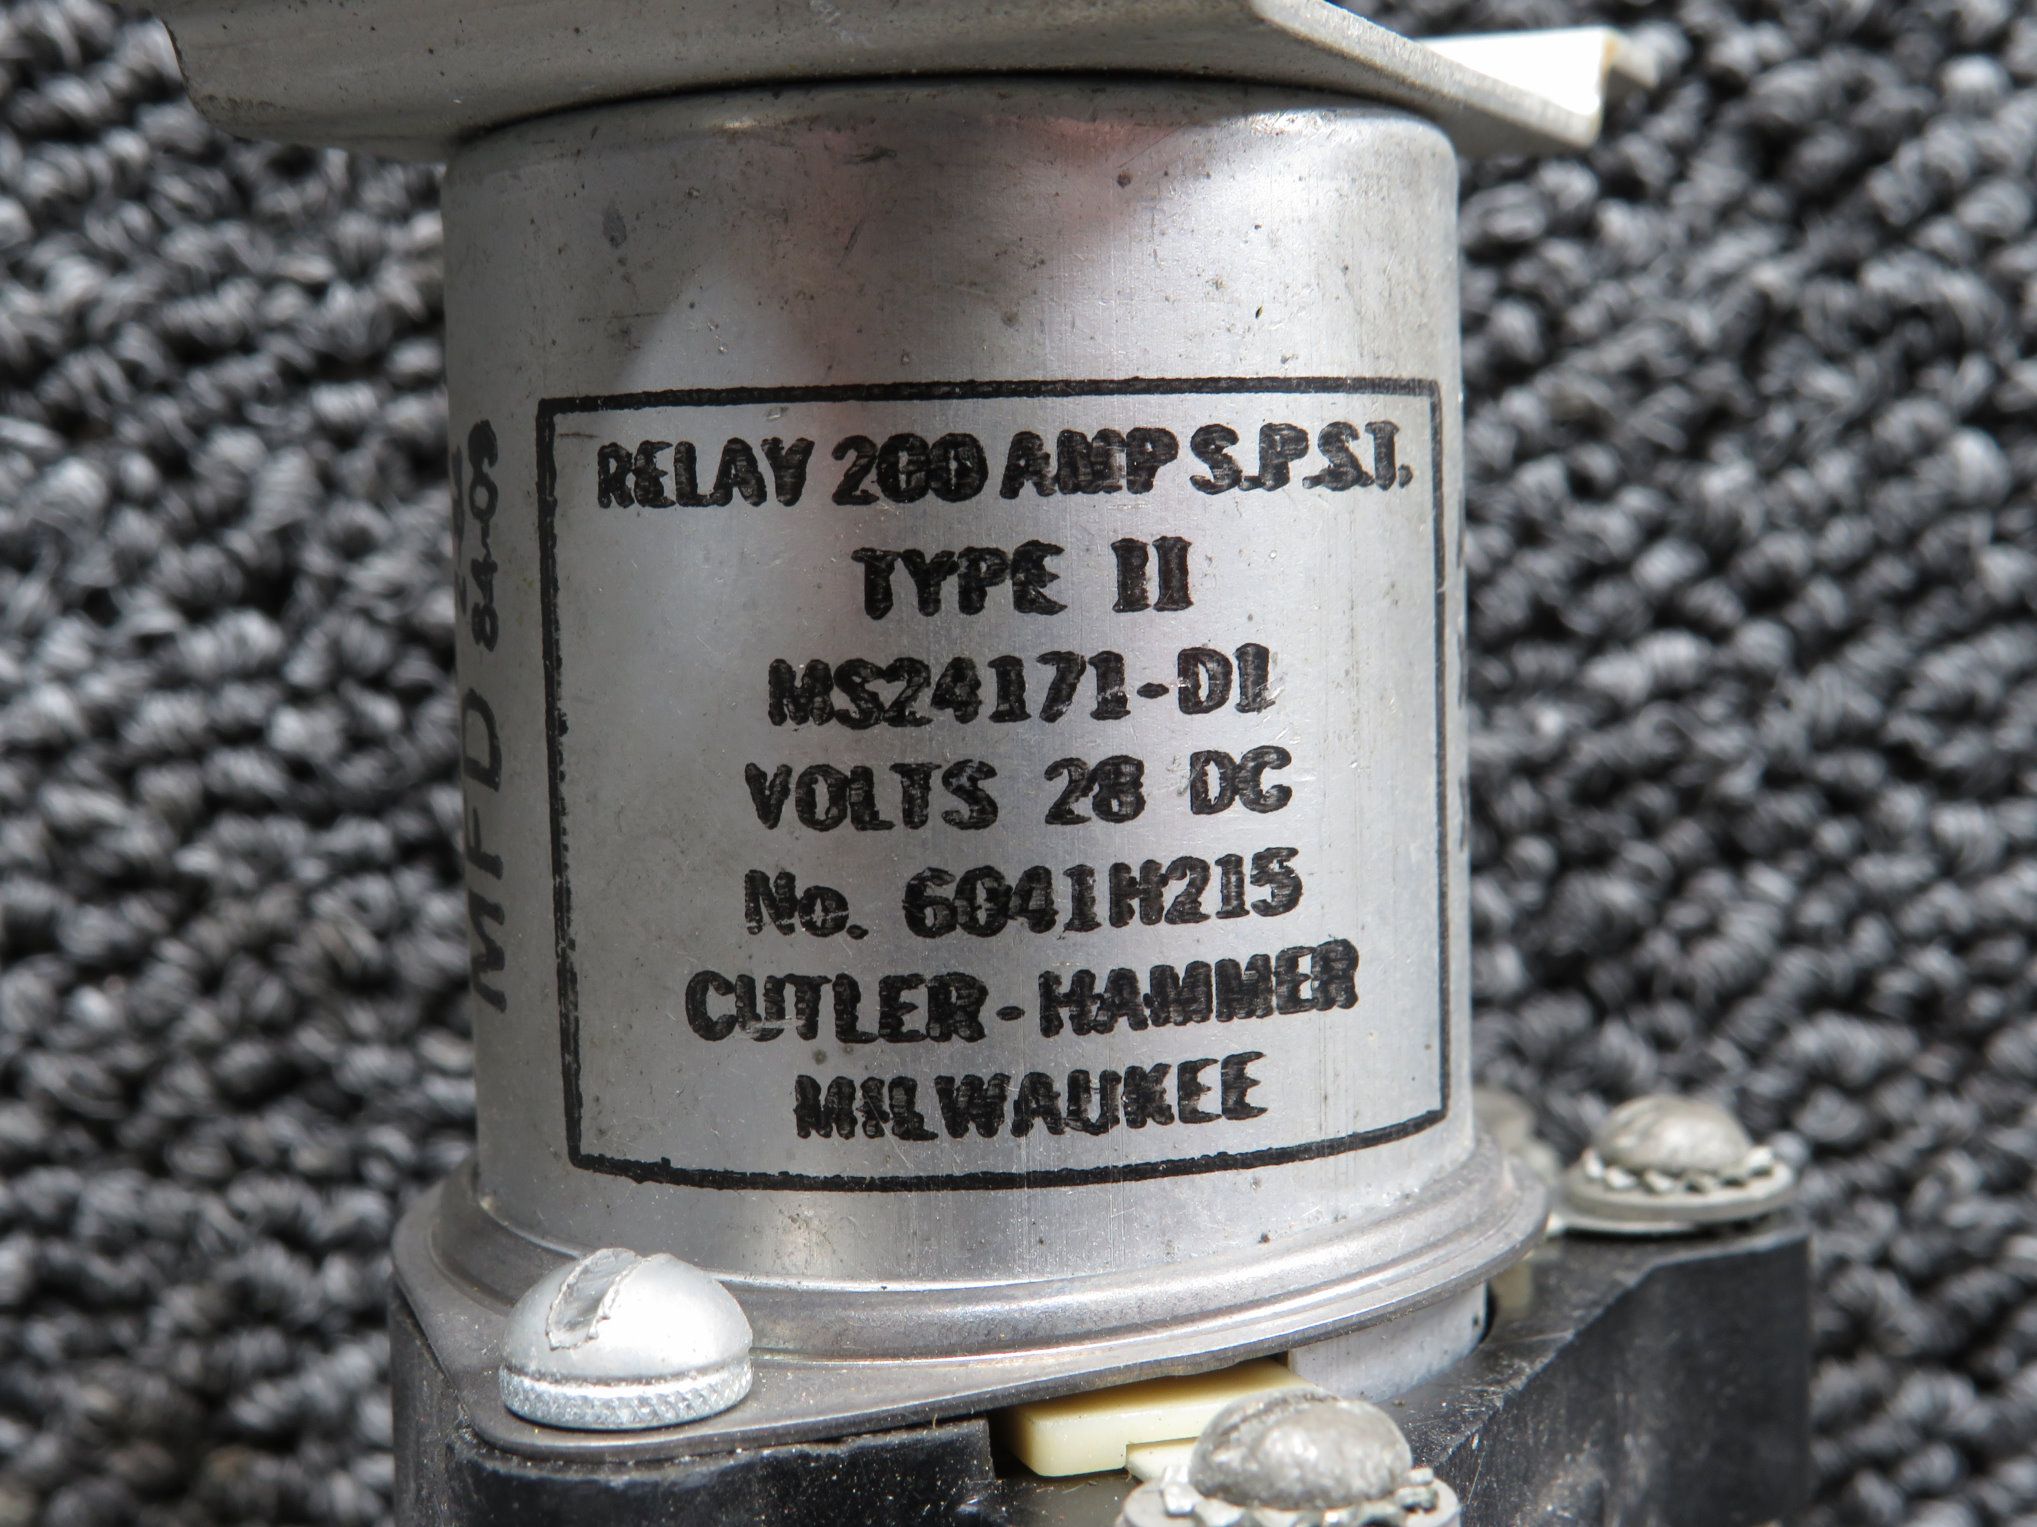 RELAY 200 AMP S.P.S.T.
TYPE II
MS24171-D1
VOLTS 28 DC
No. 6041H215
CUTLER-HAMMER
MILWAUKEE
MFD 84-09